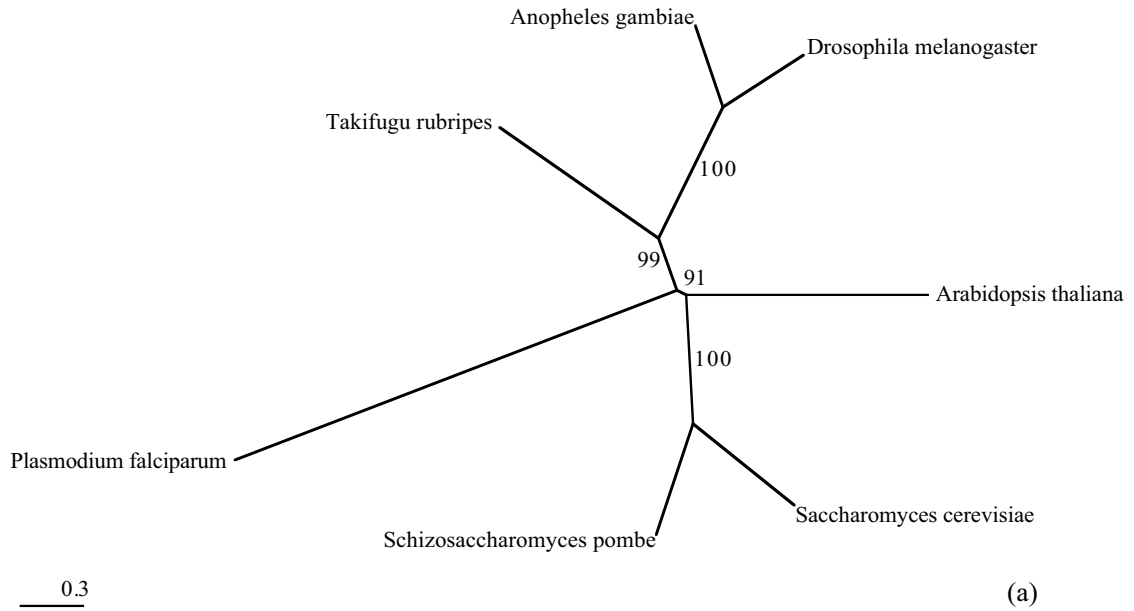 Anopheles gambiae
Drosophila melanogaster
Takifugu rubripes
100
99
91
Arabidopsis thaliana
100
Plasmodium falciparum
Saccharomyces cerevisiae
Schizosaccharomyces pombe
0.3
(a)